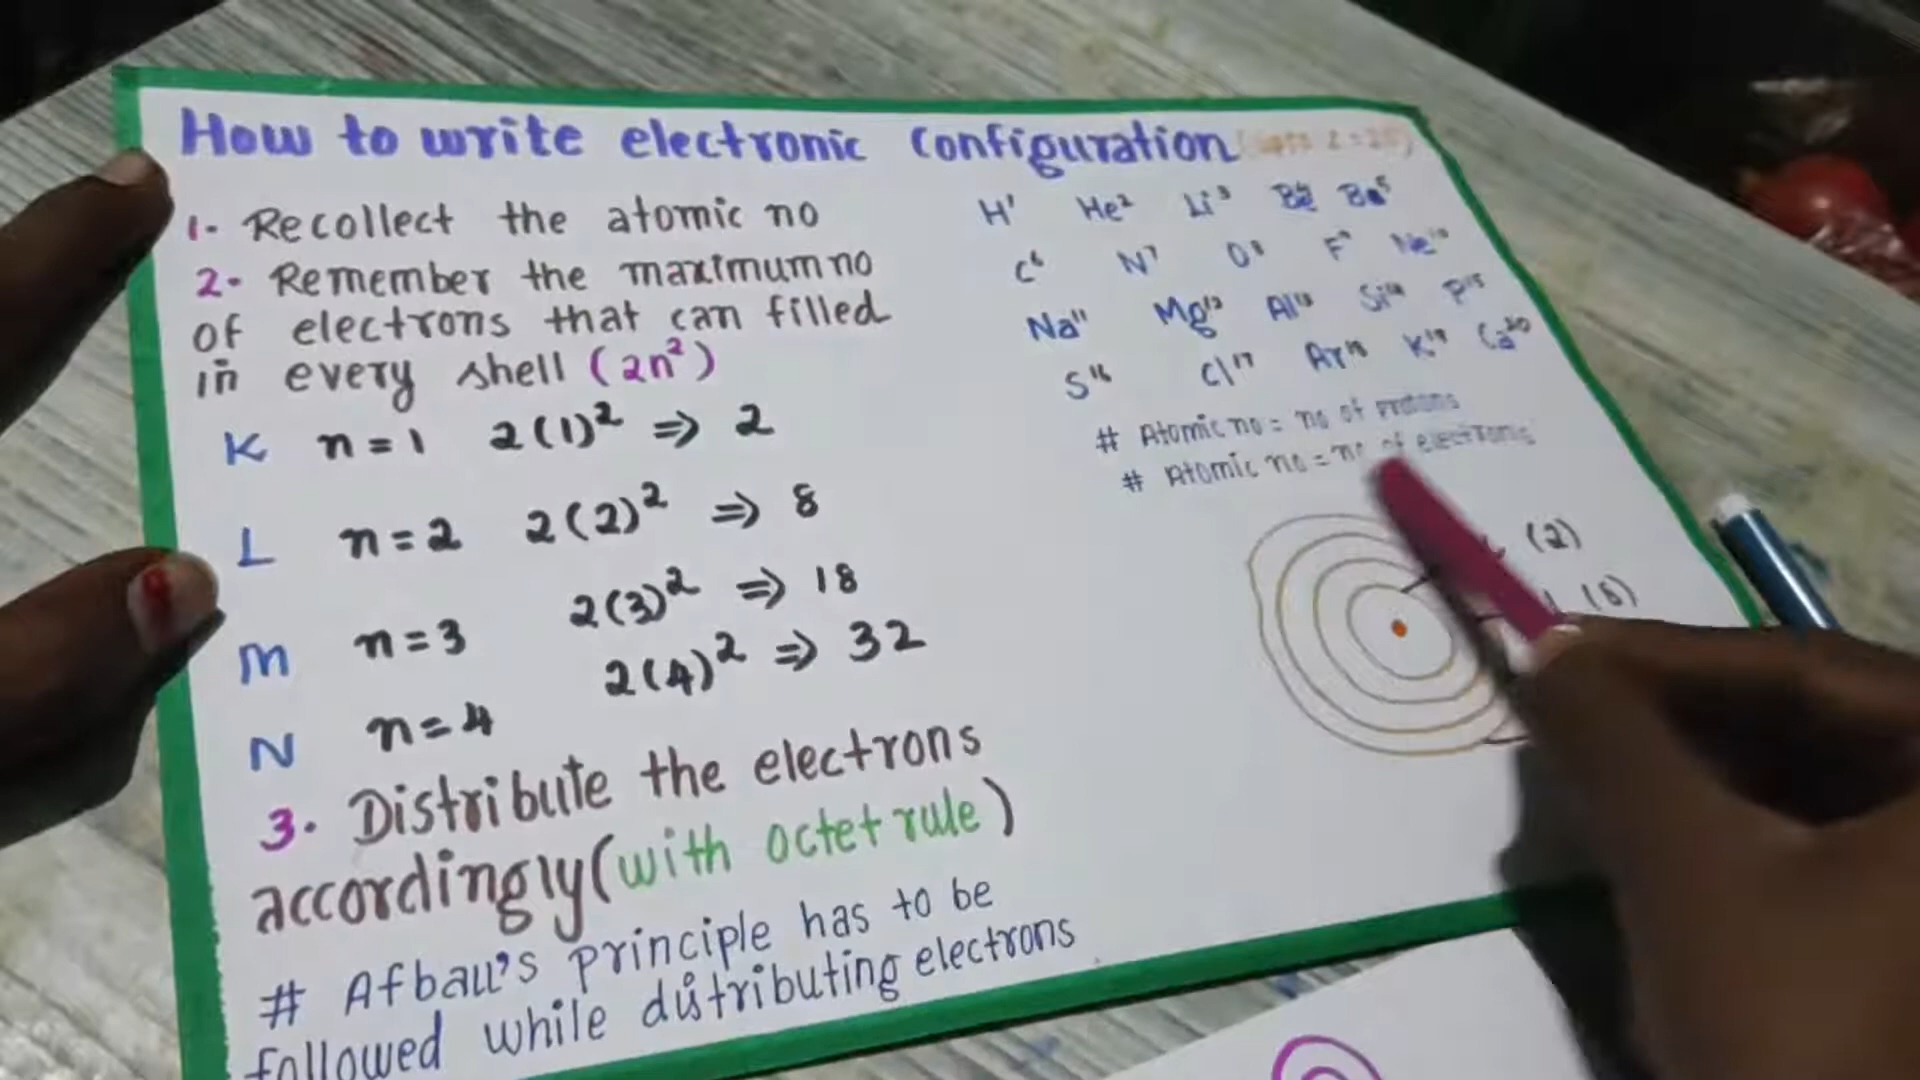 How to write electronic configuration
1. Recollect the atomic no
2. Remember the maximum no
of electrons that can filled
in every shell (2n²)
K n = 1 2(1)² ⇒ 2
L n = 2 2(2)² ⇒ 8
M n = 3 2(3)² ⇒ 18
N n = 4 2(4)² ⇒ 32
3. Distribute the electrons
accordingly (with octet rule)
# Afbau's principle has to be
followed while distributing electrons
H¹ He² Li³
C⁶ N⁷ O⁸ F⁹ Ne¹⁰
Na¹¹ Mg¹² Al¹³ Si¹⁴ P¹⁵
S¹⁶ Cl¹⁷ Ar¹⁸ K¹⁹ Ca²⁰
# Atomic no = no of protons
# Atomic no = no of electrons
(2)